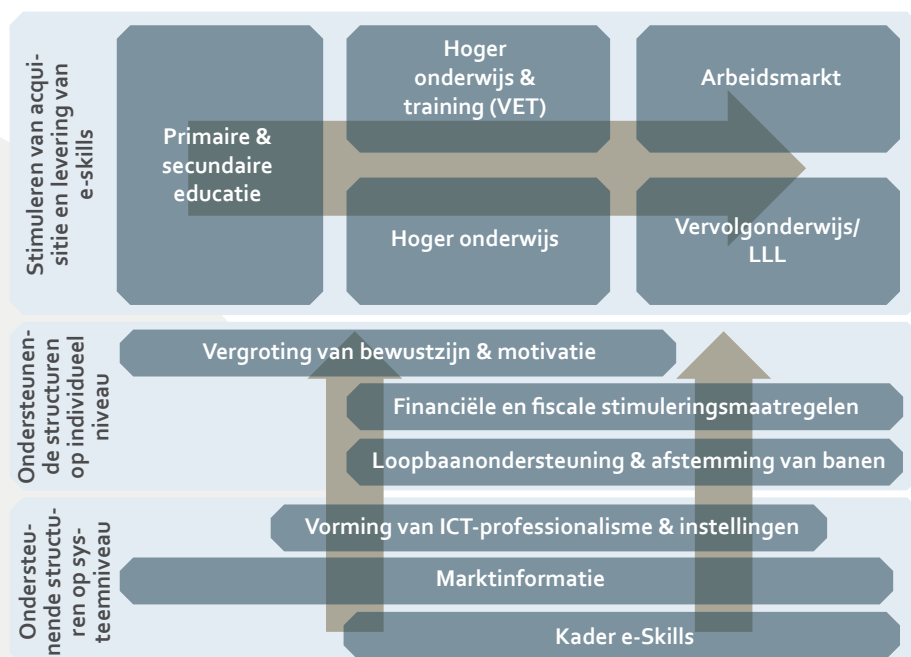 Stimuleren van acqui-
sitie en levering van
e-skills
Primaire &
secundaire
educatie
Hoger
onderwijs &
training (VET)
Arbeidsmarkt
Hoger onderwijs
Vervolgonderwijs/
LLL
Ondersteunen-
de structuren
op individueel
niveau
Vergroting van bewustzijn & motivatie
Financiële en fiscale stimuleringsmaatregelen
Loopbaanondersteuning & afstemming van banen
Ondersteu-
nende structu-
ren op sys-
teemniveau
Vorming van ICT-professionalisme & instellingen
Marktinformatie
Kader e-Skills